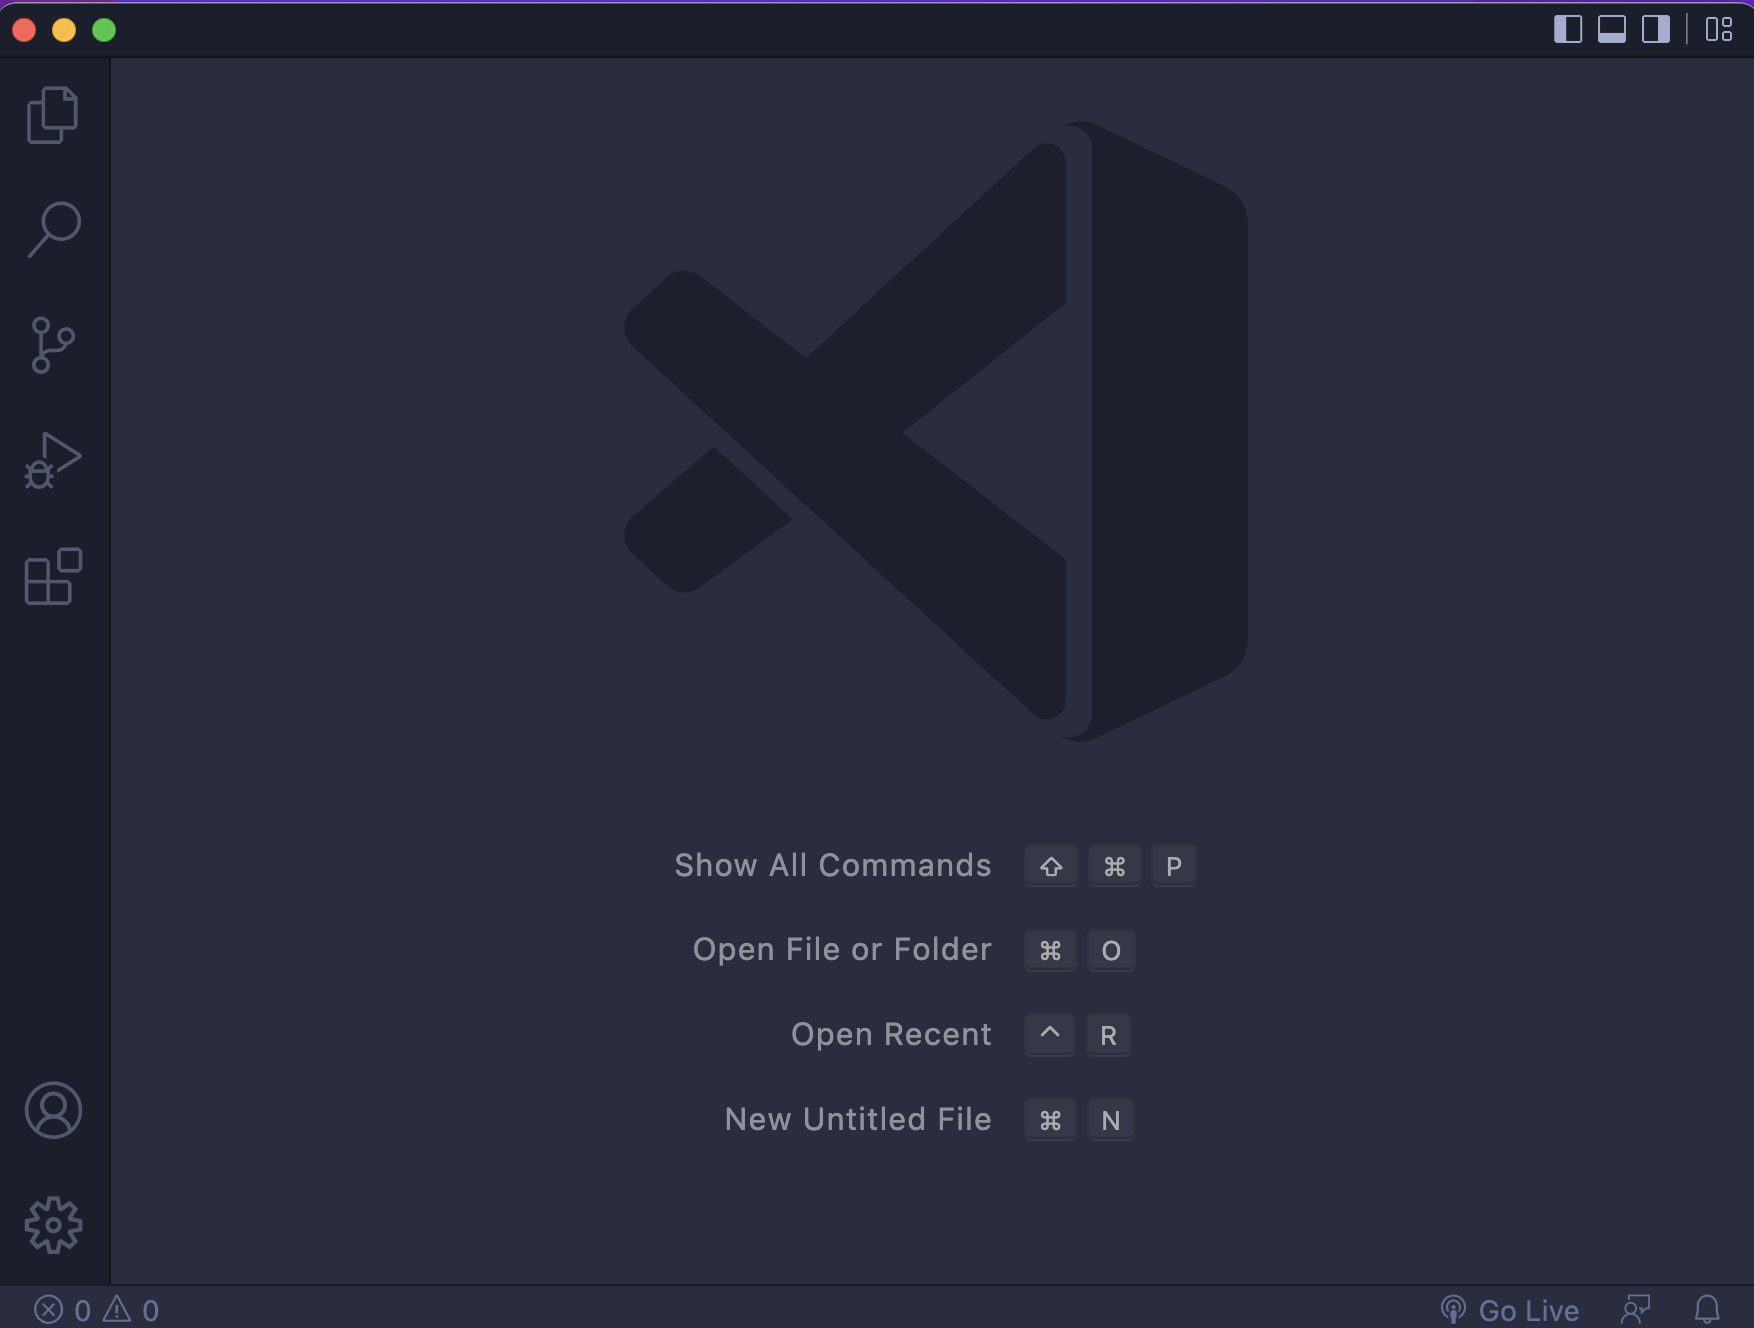 Show All Commands ⇧ ⌘ P
Open File or Folder ⌘ O
Open Recent ^ R
New Untitled File ⌘ N
0 0 Go Live